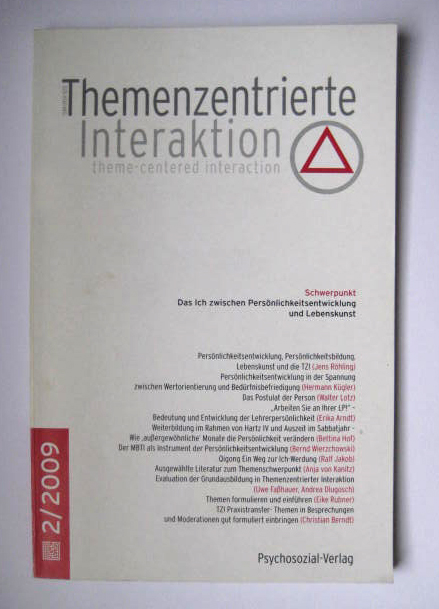 Themenzentrierte
Interaktion
theme-centered interaction
Schwerpunkt
Das Ich zwischen Persönlichkeitsentwicklung
und Lebenskunst
Persönlichkeitsentwicklung, Persönlichkeitsbildung,
Lebenskunst und die TZI (Jens Röhling)
Persönlichkeitsentwicklung in der Spannung
zwischen Wertorientierung und Bedürfnisbefriedigung (Hermann Kügler)
Das Postulat der Person (Walter Lotz)
„Arbeiten Sie an Ihrer LP!" –
Bedeutung und Entwicklung der Lehrerpersönlichkeit (Erika Arndt)
Weiterbildung im Rahmen von Hartz IV und Auszeit im Sabbatjahr –
Wie ‚außergewöhnliche' Monate die Persönlichkeit verändern (Bettina Hof)
Der MBTI als Instrument der Persönlichkeitsentwicklung (Bernd Wierzchowski)
Qigong Ein Weg zur Ich-Werdung (Ralf Jakob)
Ausgewählte Literatur zum Themenschwerpunkt (Anja von Kanitz)
Evaluation der Grundausbildung in Themenzentrierter Interaktion
(Uwe Faßhauer, Andrea Dlugosch)
Themen formulieren und einführen (Eike Rubner)
TZI Praxistransfer- Themen in Besprechungen
und Moderationen gut formuliert einbringen (Christian Berndt)
2/2009
Psychosozial-Verlag